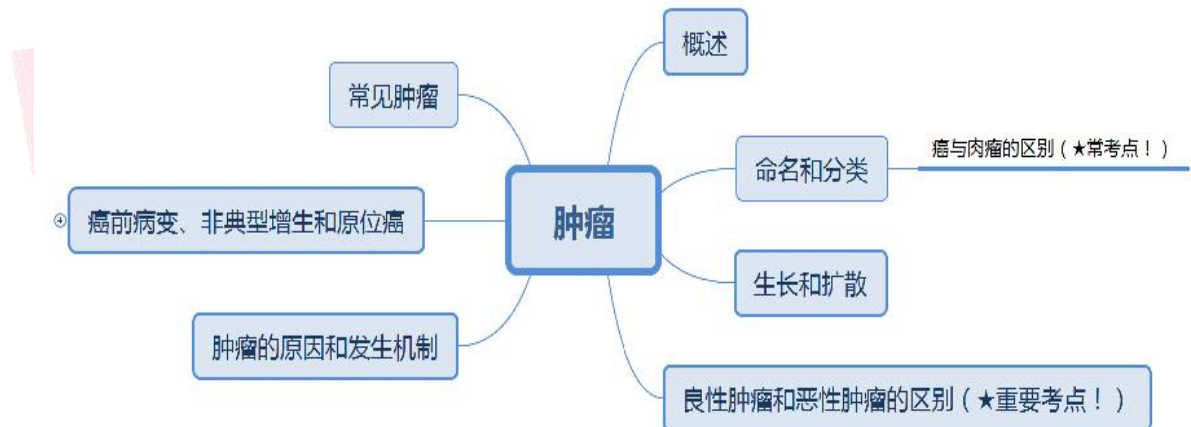 概述
常见肿瘤
命名和分类
癌与肉瘤的区别（★常考点！）
肿瘤
癌前病变、非典型增生和原位癌
生长和扩散
肿瘤的原因和发生机制
良性肿瘤和恶性肿瘤的区别（★重要考点！）